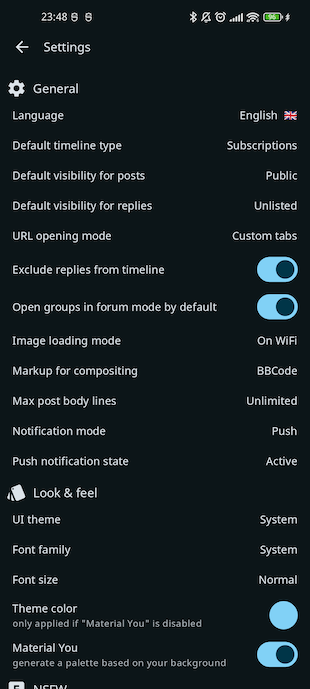 23:48
96
Settings
General
Language English
Default timeline type Subscriptions
Default visibility for posts Public
Default visibility for replies Unlisted
URL opening mode Custom tabs
Exclude replies from timeline
Open groups in forum mode by default
Image loading mode On WiFi
Markup for compositing BBCode
Max post body lines Unlimited
Notification mode Push
Push notification state Active
Look & feel
UI theme System
Font family System
Font size Normal
Theme color
only applied if "Material You" is disabled
Material You
generate a palette based on your background
NSFW